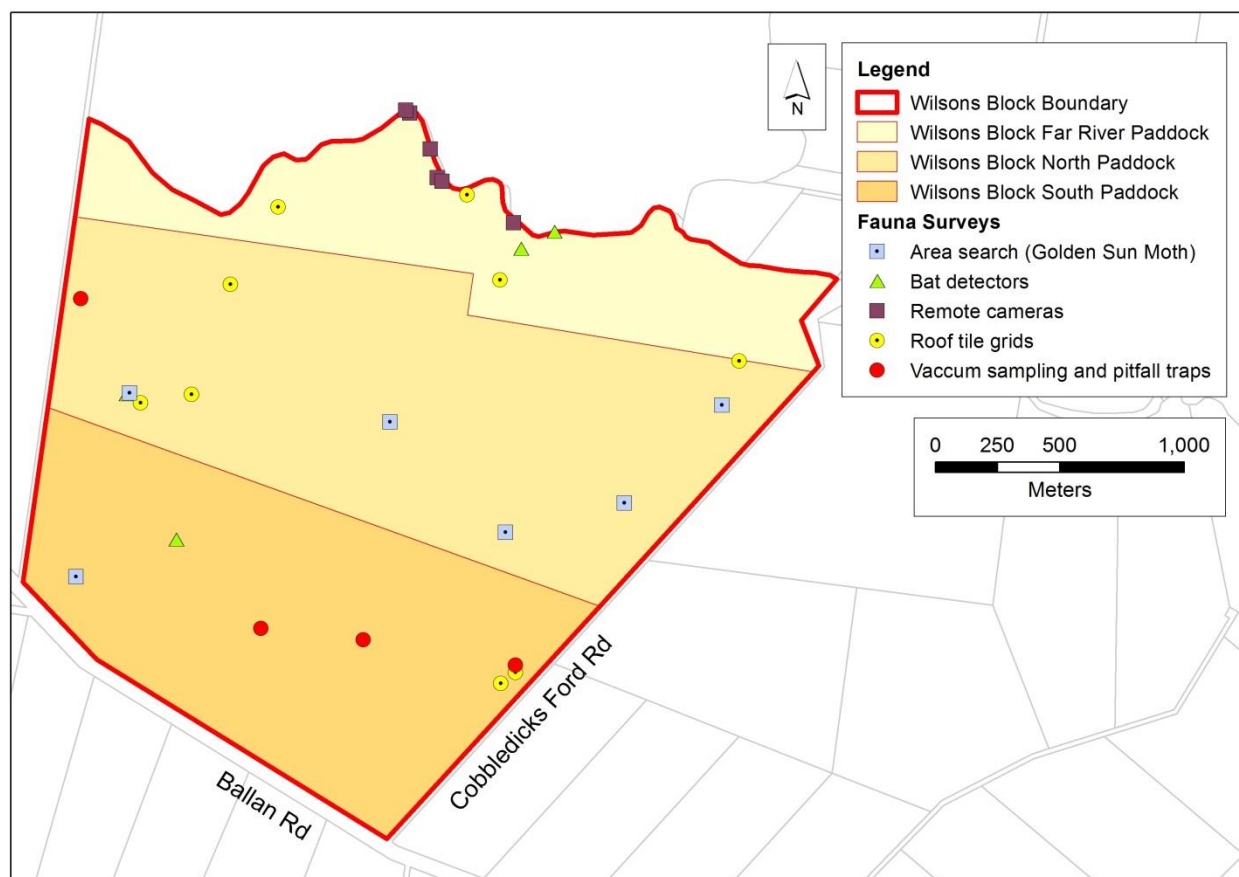 N
Legend
Wilsons Block Boundary
Wilsons Block Far River Paddock
Wilsons Block North Paddock
Wilsons Block South Paddock
Fauna Surveys
Area search (Golden Sun Moth)
Bat detectors
Remote cameras
Roof tile grids
Vaccum sampling and pitfall traps
0 250 500 1,000
Meters
Cobbledicks Ford Rd
Ballan Rd